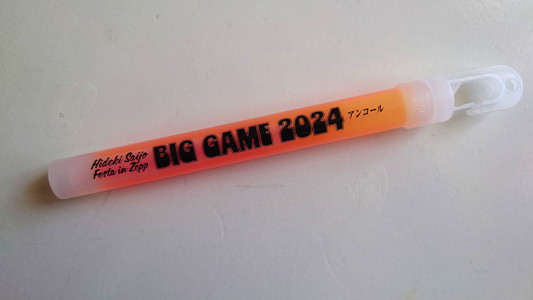 Hideki Saijo
Festa in Zepp
BIG GAME 2024
アンコール